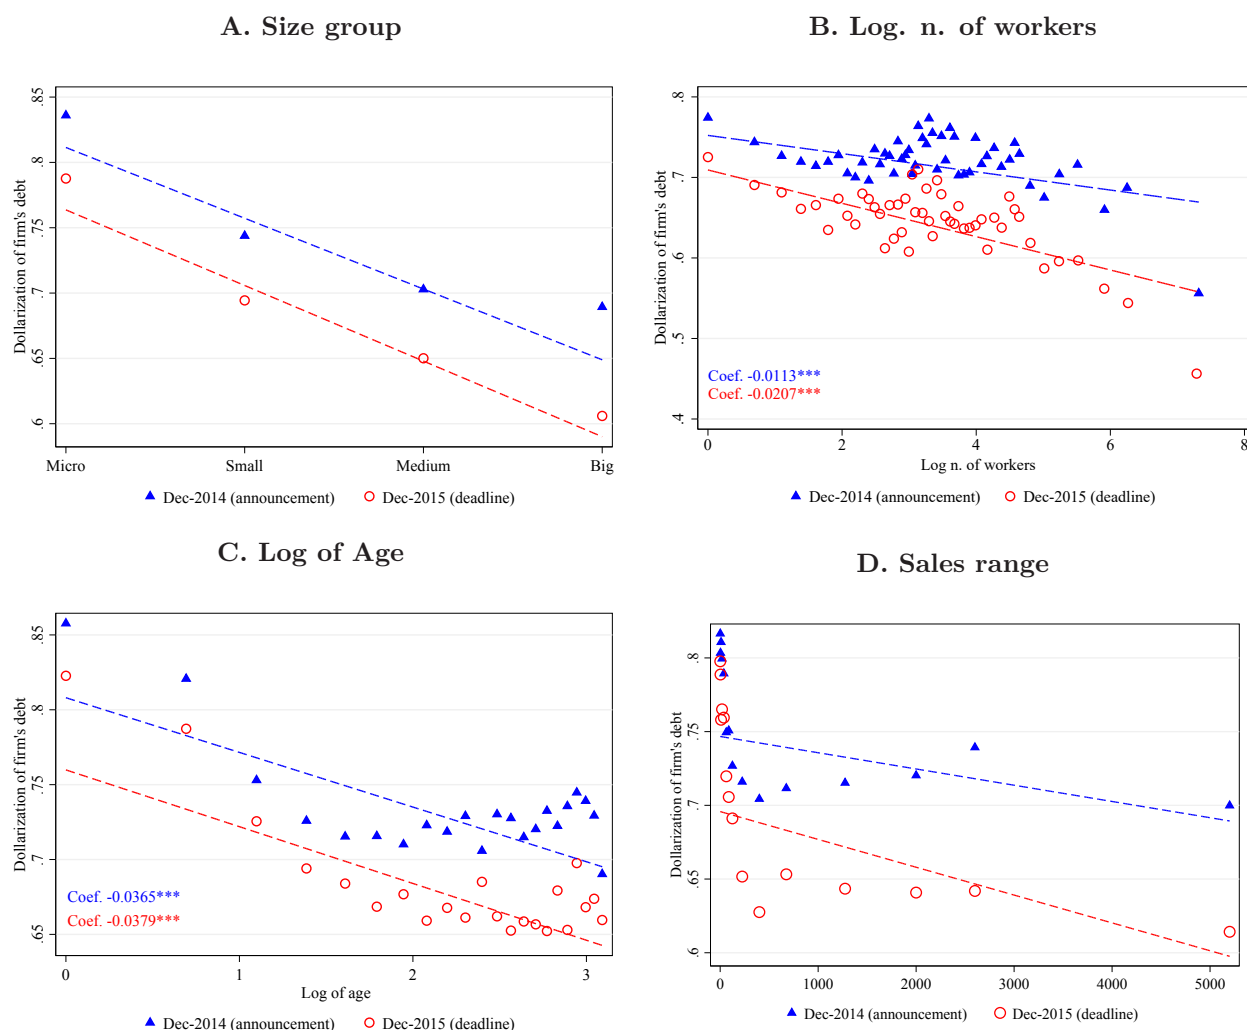 A. Size group
Dollarization of firm's debt
.85
.8
.75
.7
.65
.6
Micro Small Medium Big
Dec-2014 (announcement) Dec-2015 (deadline)
B. Log. n. of workers
Dollarization of firm's debt
.8
.7
.6
.5
.4
Coef. -0.0113***
Coef. -0.0207***
0 2 4 6 8
Log n. of workers
Dec-2014 (announcement) Dec-2015 (deadline)
C. Log of Age
Dollarization of firm's debt
.85
.8
.75
.7
.65
Coef. -0.0365***
Coef. -0.0379***
0 1 2 3
Log of age
Dec-2014 (announcement) Dec-2015 (deadline)
D. Sales range
Dollarization of firm's debt
.8
.75
.7
.65
.6
0 1000 2000 3000 4000 5000
Dec-2014 (announcement) Dec-2015 (deadline)